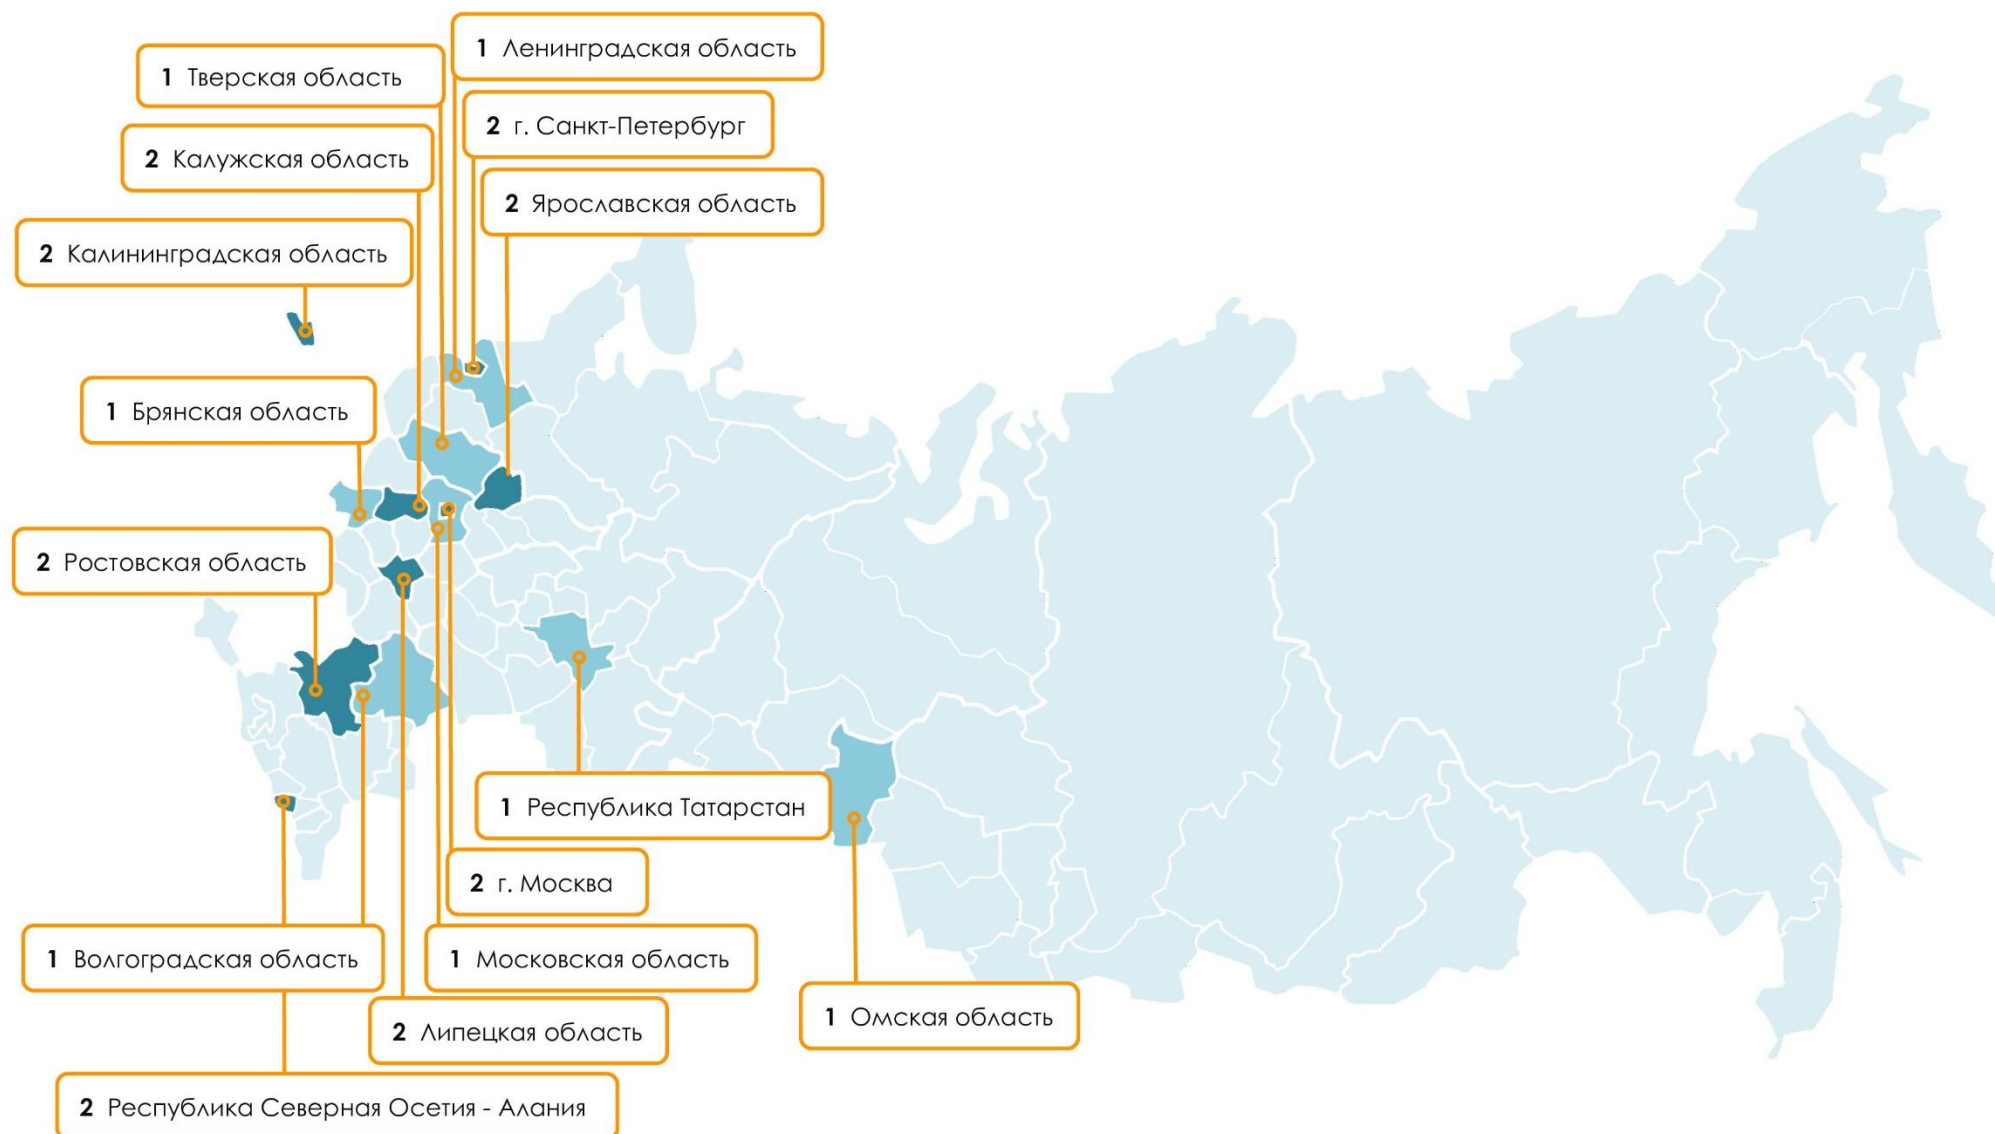 1 Ленинградская область
1 Тверская область
2 г. Санкт-Петербург
2 Калужская область
2 Ярославская область
2 Калининградская область
1 Брянская область
2 Ростовская область
1 Республика Татарстан
2 г. Москва
1 Волгоградская область
1 Московская область
1 Омская область
2 Липецкая область
2 Республика Северная Осетия - Алания